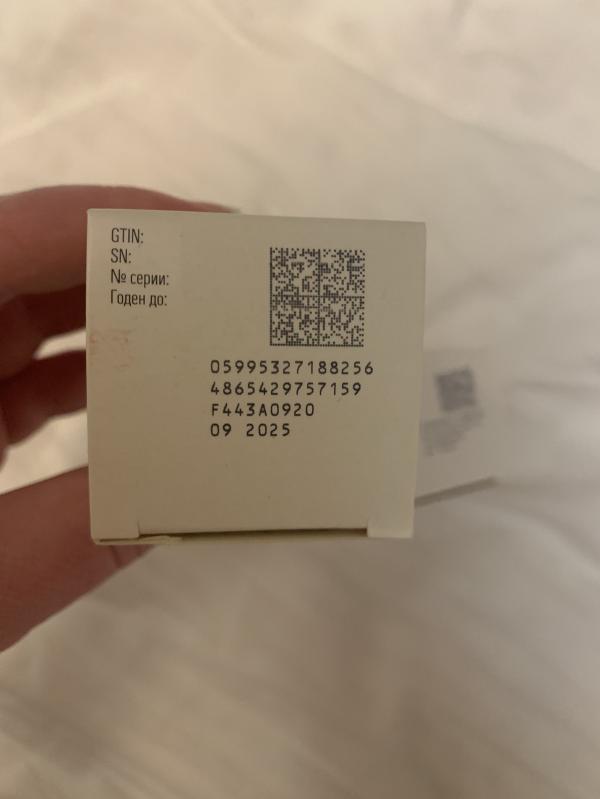 GTIN:
SN:
№ серии:
Годен до:
05995327188256
4865429757159
F443A0920
09 2025